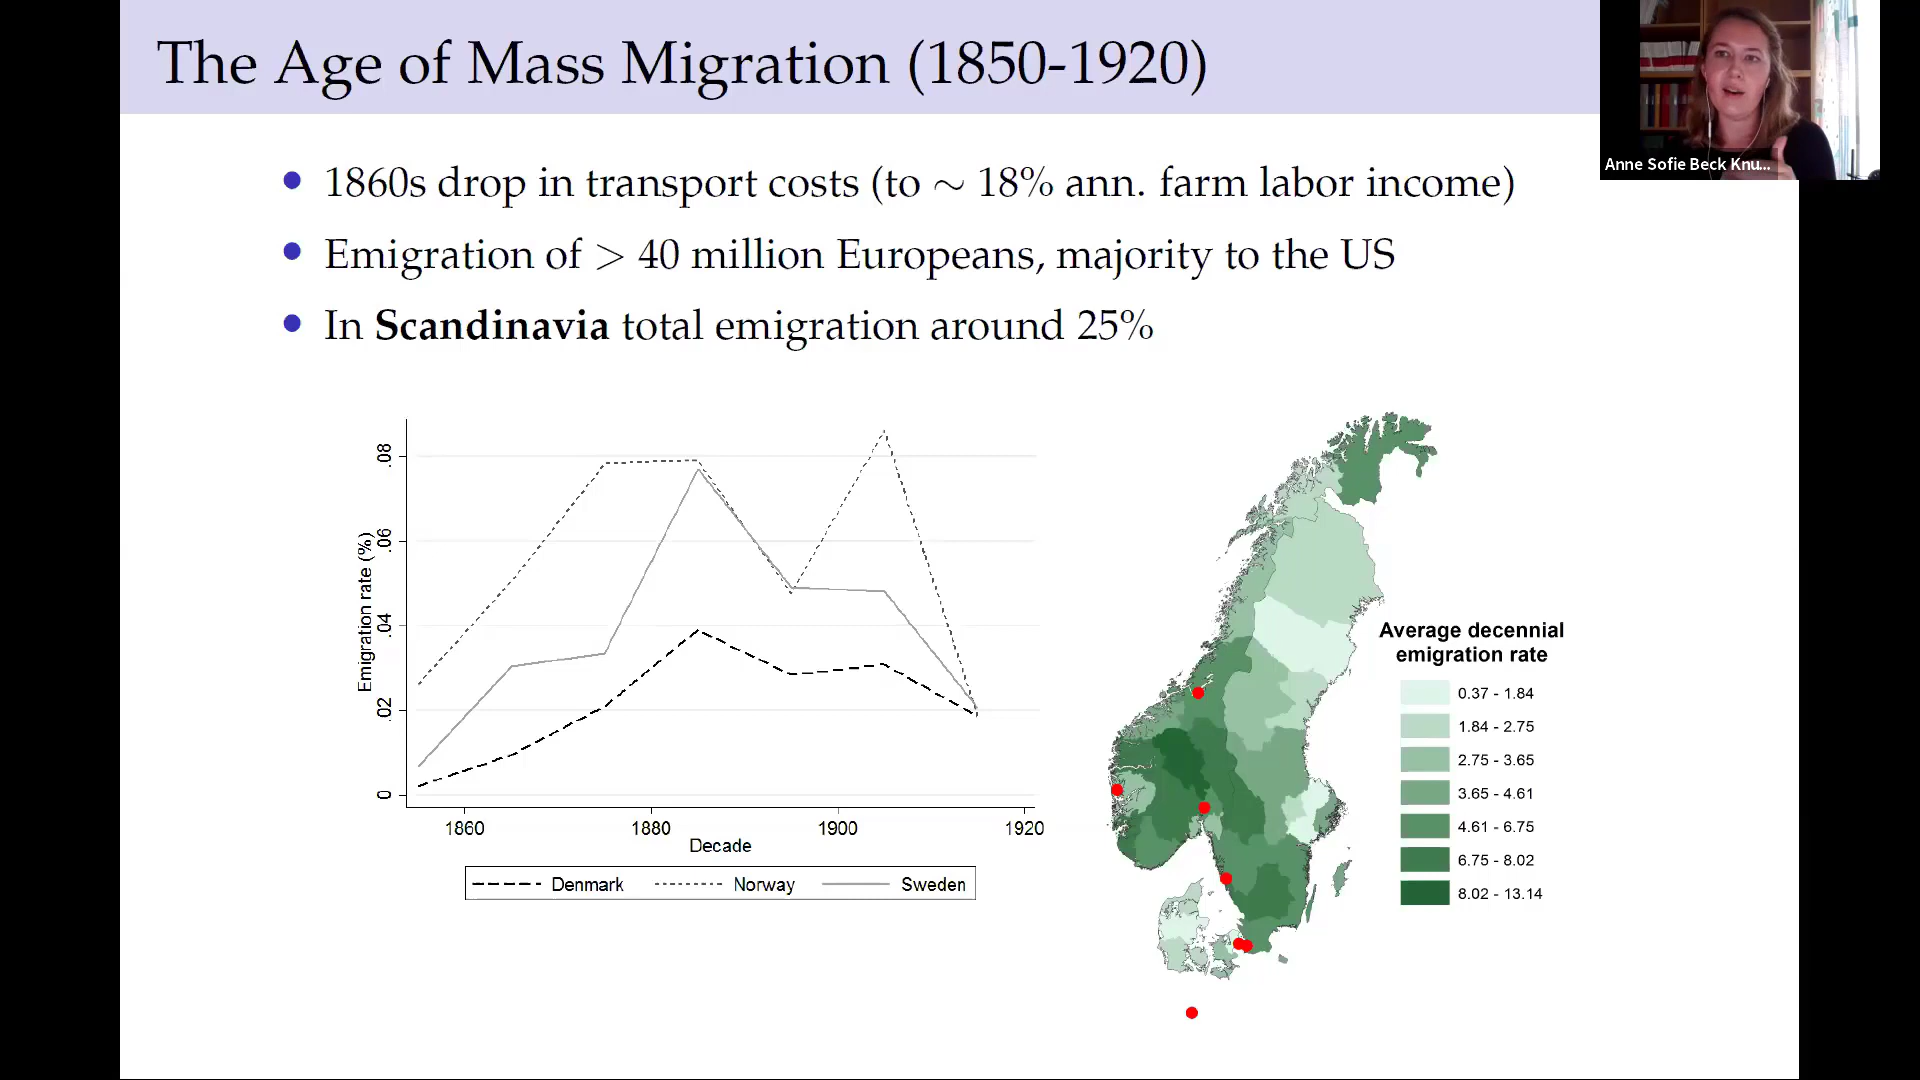 The Age of Mass Migration (1850-1920)
Anne Sofie Beck Knu...
• 1860s drop in transport costs (to ∼ 18% ann. farm labor income)
• Emigration of > 40 million Europeans, majority to the US
• In Scandinavia total emigration around 25%
Emigration rate (%)
.08
.06
.04
.02
0
1860
1880
1900
1920
Decade
Denmark
Norway
Sweden
Average decennial
emigration rate
0.37 - 1.84
1.84 - 2.75
2.75 - 3.65
3.65 - 4.61
4.61 - 6.75
6.75 - 8.02
8.02 - 13.14